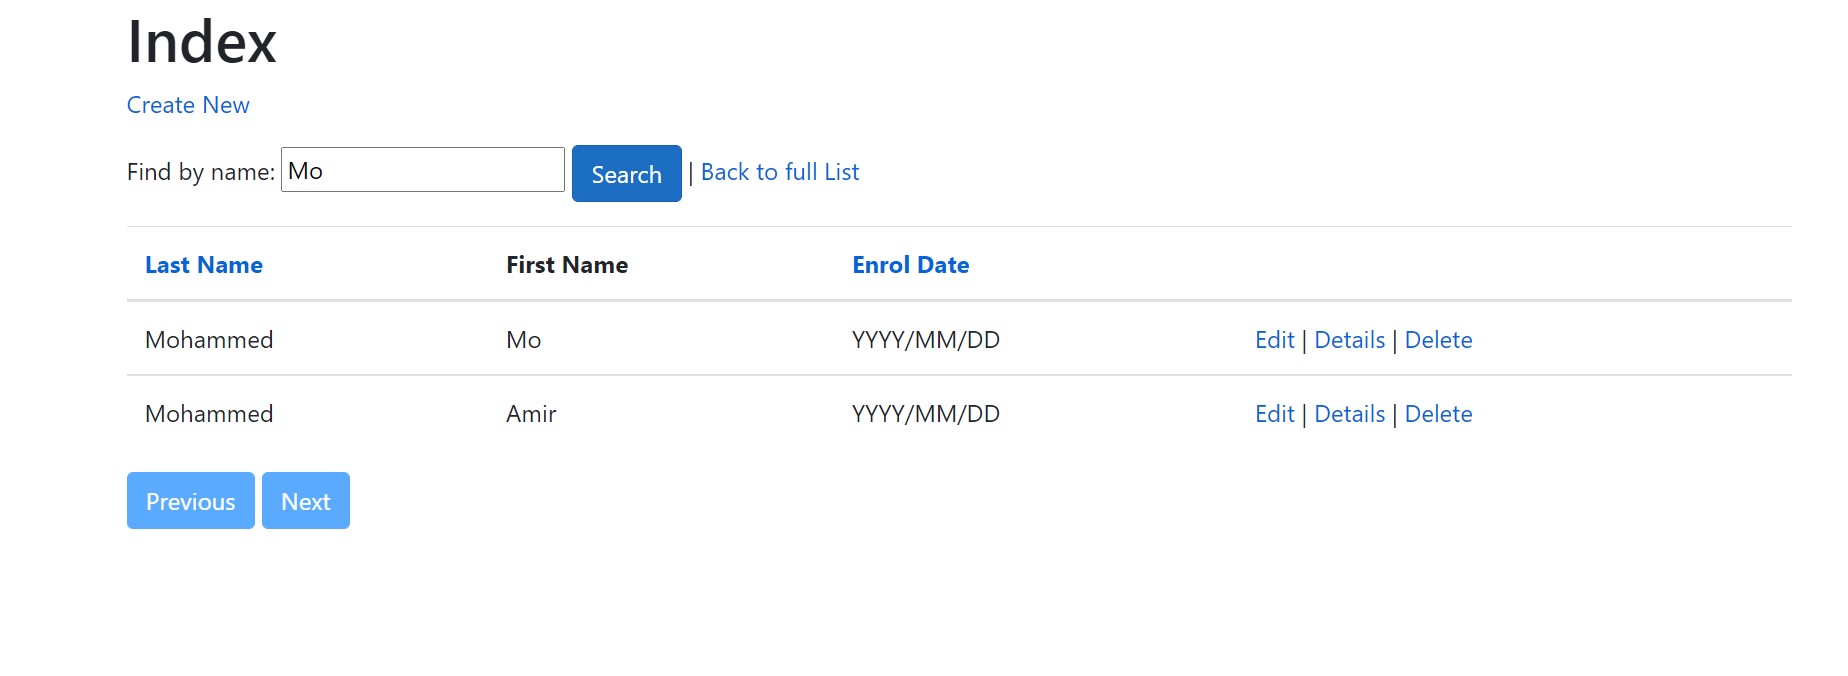 Index
Create New
Find by name: Mo Search | Back to full List
Last Name First Name Enrol Date
Mohammed Mo YYYY/MM/DD Edit | Details | Delete
Mohammed Amir YYYY/MM/DD Edit | Details | Delete
Previous Next